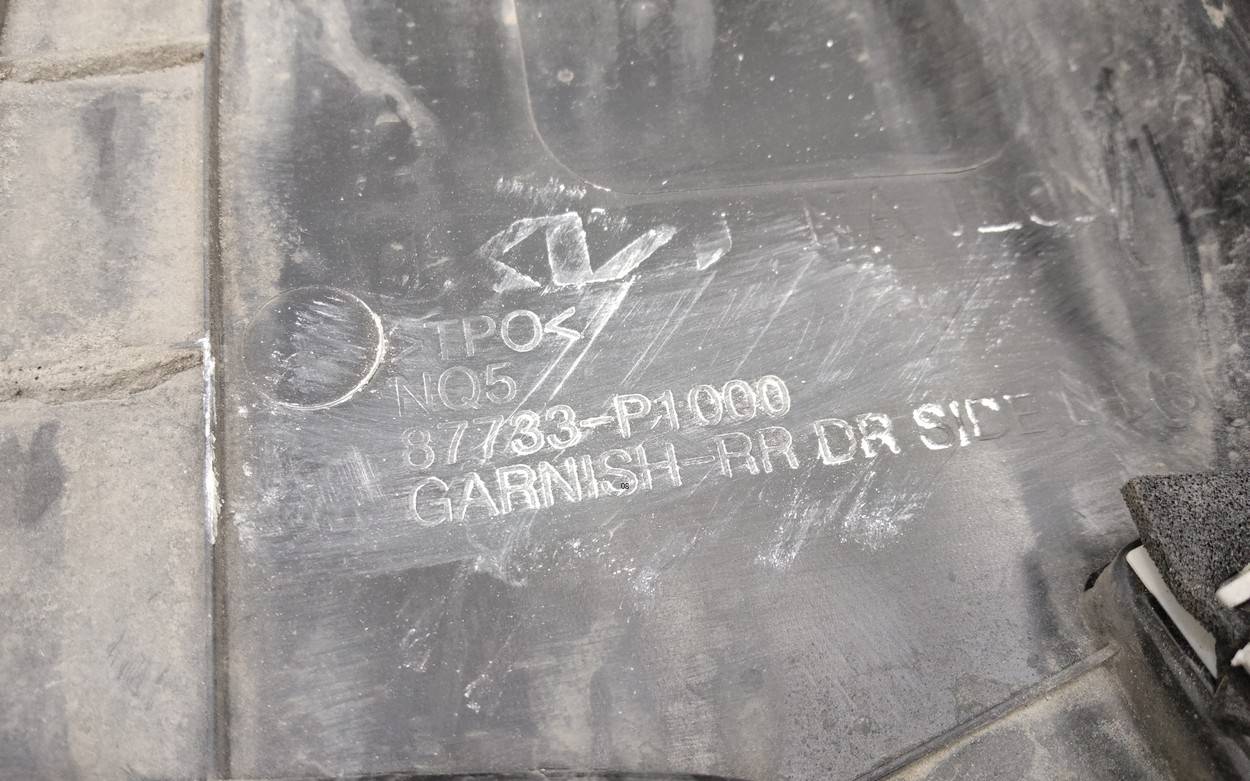 >TPO<
NQ5
87733-P1000
GARNISH-RR DR SIDE